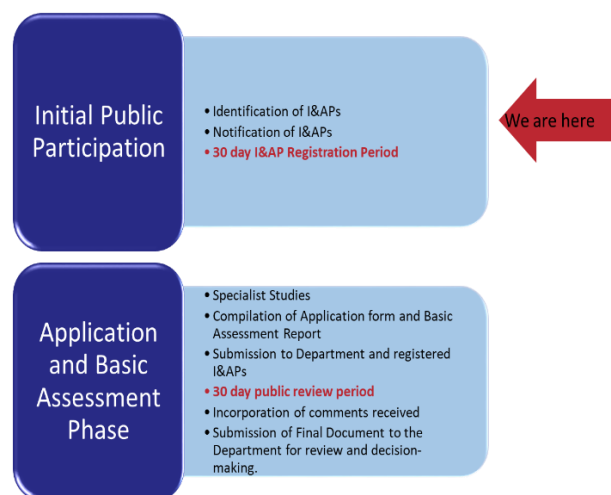 Initial Public
Participation
• Identification of I&APs
• Notification of I&APs
• 30 day I&AP Registration Period
We are here
Application
and Basic
Assessment
Phase
• Specialist Studies
• Compilation of Application form and Basic
Assessment Report
• Submission to Department and registered
I&APs
• 30 day public review period
• Incorporation of comments received
• Submission of Final Document to the
Department for review and decision-
making.